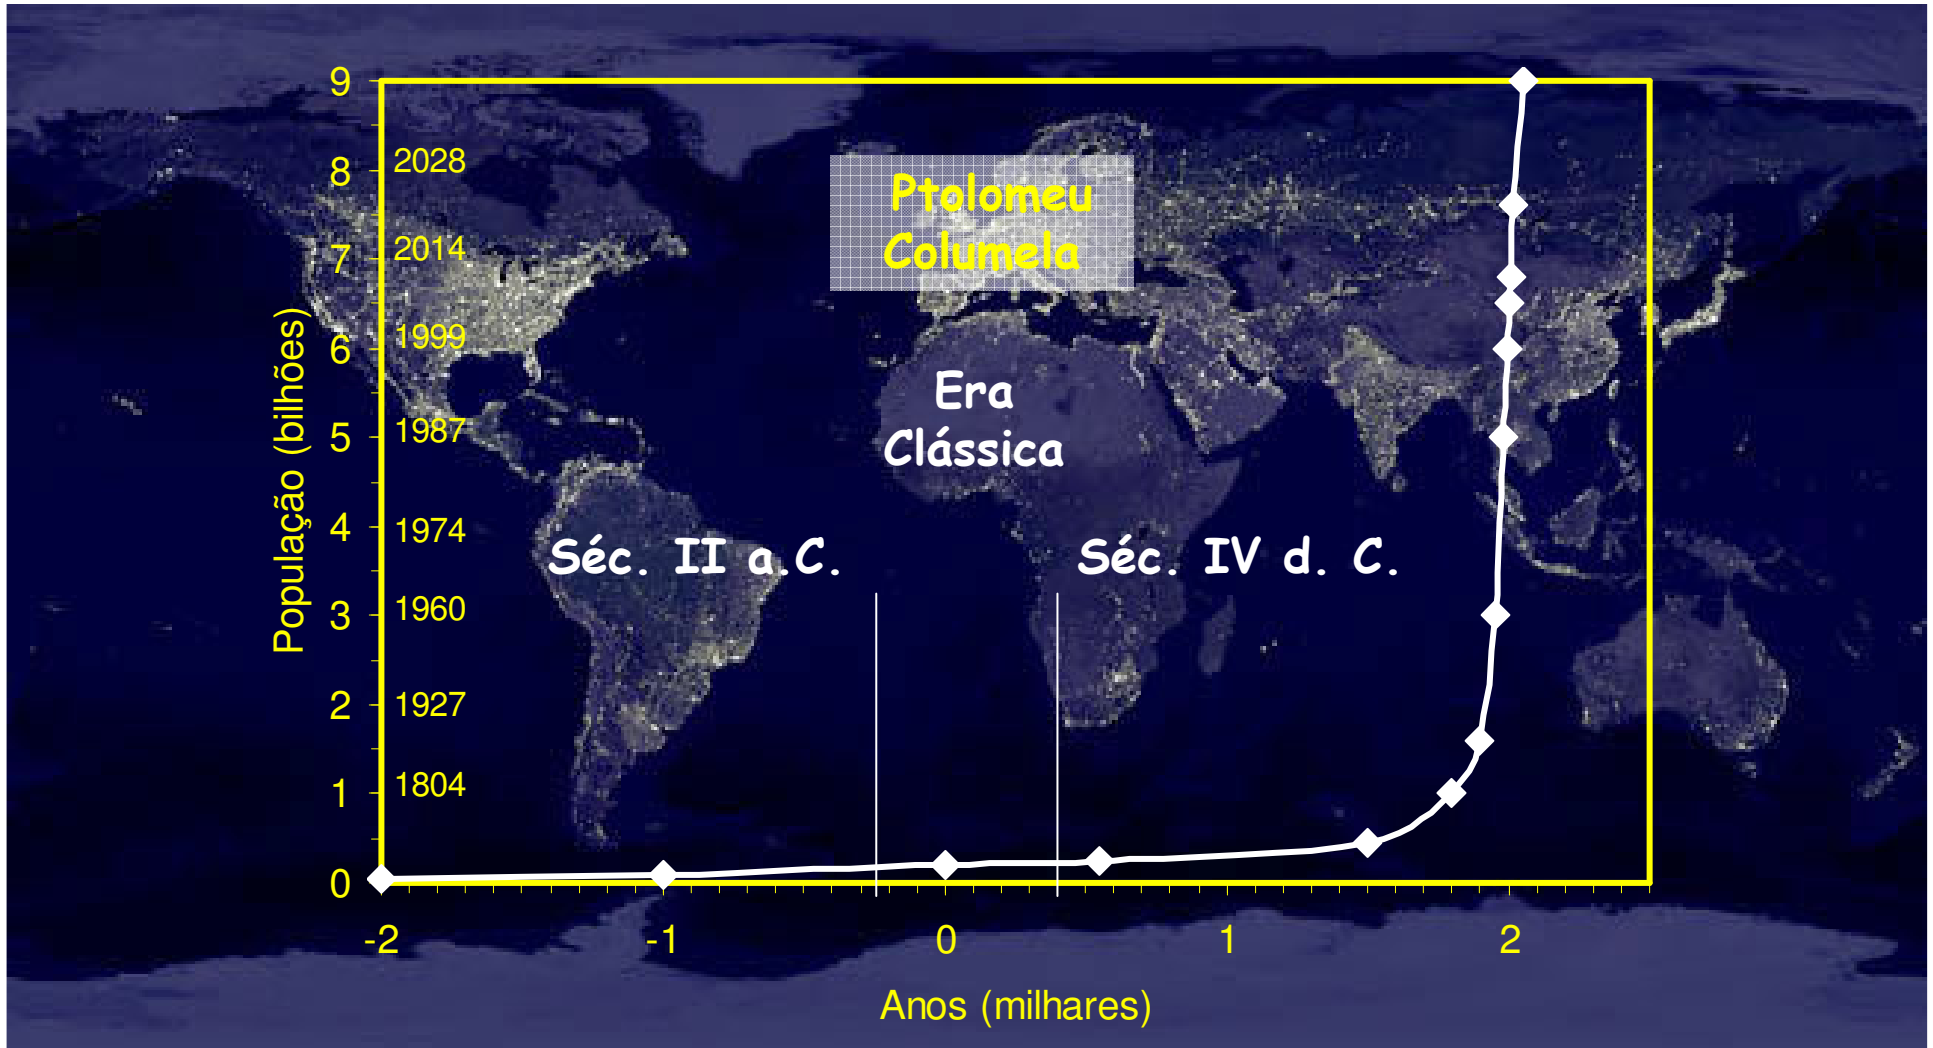 9
8
7
6
5
4
3
2
1
0
2028
2014
1999
1987
1974
1960
1927
1804
População (bilhões)
Ptolomeu
Columela
Era
Clássica
Séc. II a.C.
Séc. IV d. C.
-2
-1
0
1
2
Anos (milhares)